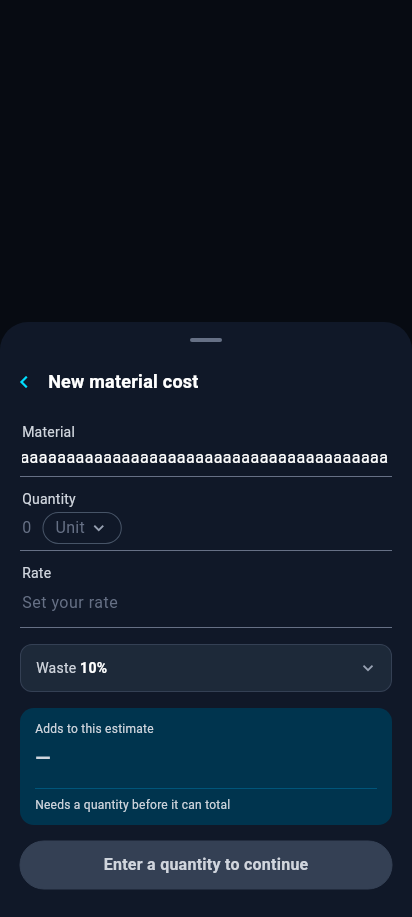 New material cost
Material
aaaaaaaaaaaaaaaaaaaaaaaaaaaaaaaaaaaaaaaa
Quantity
0 Unit
Rate
Set your rate
Waste 10%
Adds to this estimate
—
Needs a quantity before it can total
Enter a quantity to continue